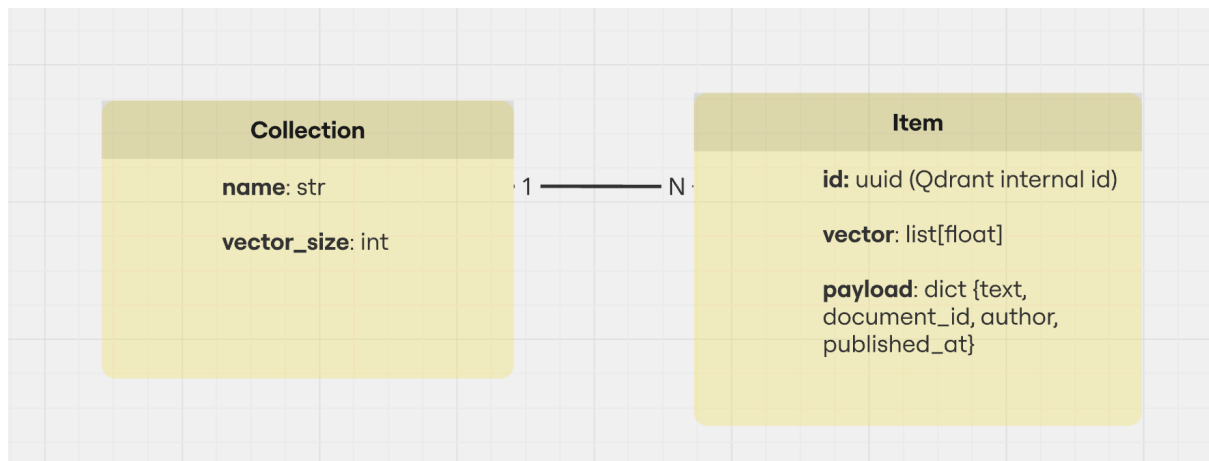 Collection
name: str
vector_size: int
1
N
Item
id: uuid (Qdrant internal id)
vector: list[float]
payload: dict {text,
document_id, author,
published_at}